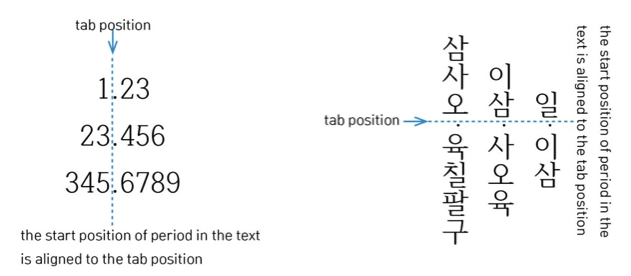 tab position
1.23
23.456
345.6789
the start position of period in the text
is aligned to the tab position
tab position
일.이삼
이삼.사오육
삼사오.육칠팔구
the start position of period in the
text is aligned to the tab position